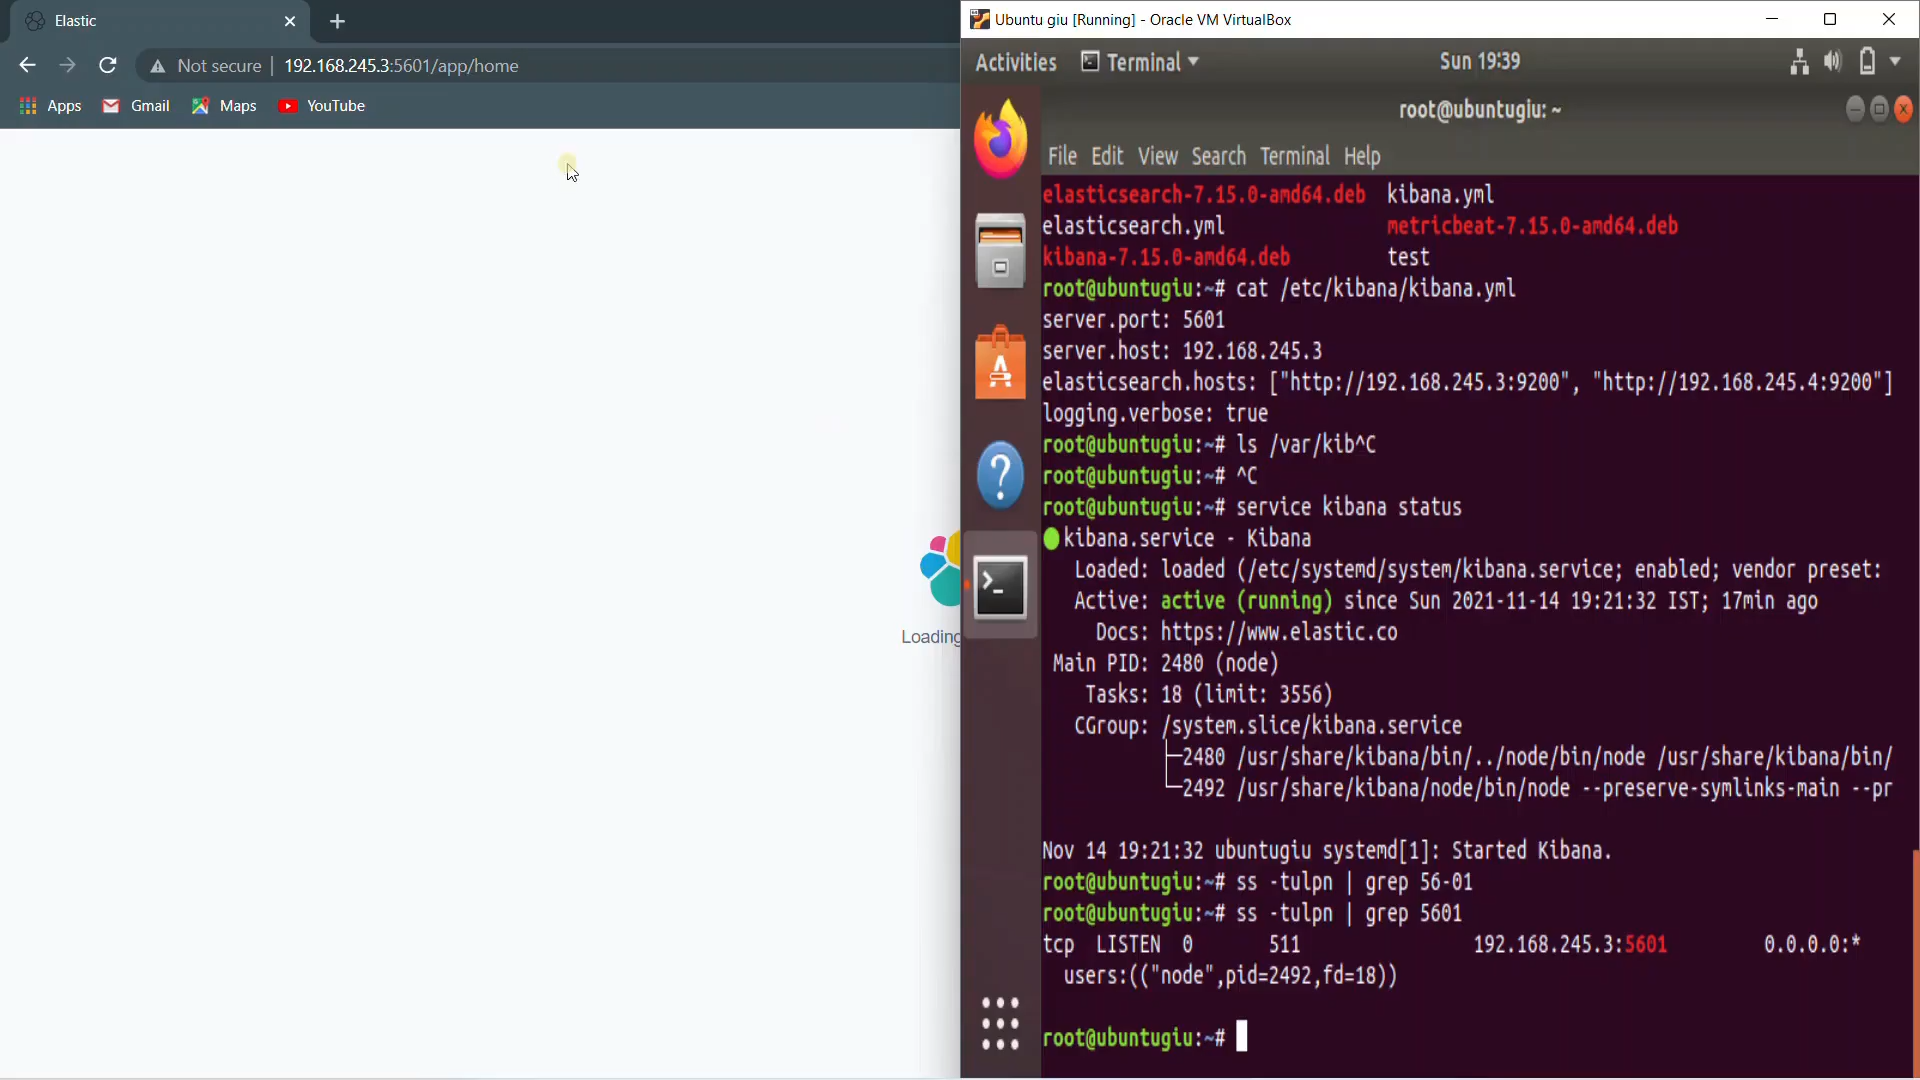 Elastic
Not secure | 192.168.245.3:5601/app/home
Apps Gmail Maps YouTube
Loading
Ubuntu giu [Running] - Oracle VM VirtualBox
Activities Terminal Sun 19:39
root@ubuntugiu: ~
File Edit View Search Terminal Help
elasticsearch-7.15.0-amd64.deb kibana.yml
elasticsearch.yml metricbeat-7.15.0-amd64.deb
kibana-7.15.0-amd64.deb test
root@ubuntugiu:~# cat /etc/kibana/kibana.yml
server.port: 5601
server.host: 192.168.245.3
elasticsearch.hosts: ["http://192.168.245.3:9200", "http://192.168.245.4:9200"]
logging.verbose: true
root@ubuntugiu:~# ls /var/kib^C
root@ubuntugiu:~# ^C
root@ubuntugiu:~# service kibana status
kibana.service - Kibana
Loaded: loaded (/etc/systemd/system/kibana.service; enabled; vendor preset:
Active: active (running) since Sun 2021-11-14 19:21:32 IST; 17min ago
Docs: https://www.elastic.co
Main PID: 2480 (node)
Tasks: 18 (limit: 3556)
CGroup: /system.slice/kibana.service
├─2480 /usr/share/kibana/bin/../node/bin/node /usr/share/kibana/bin/
└─2492 /usr/share/kibana/node/bin/node --preserve-symlinks-main --pr
Nov 14 19:21:32 ubuntugiu systemd[1]: Started Kibana.
root@ubuntugiu:~# ss -tulpn | grep 56-01
root@ubuntugiu:~# ss -tulpn | grep 5601
tcp LISTEN 0 511 192.168.245.3:5601 0.0.0.0:*
users:(("node",pid=2492,fd=18))
root@ubuntugiu:~#